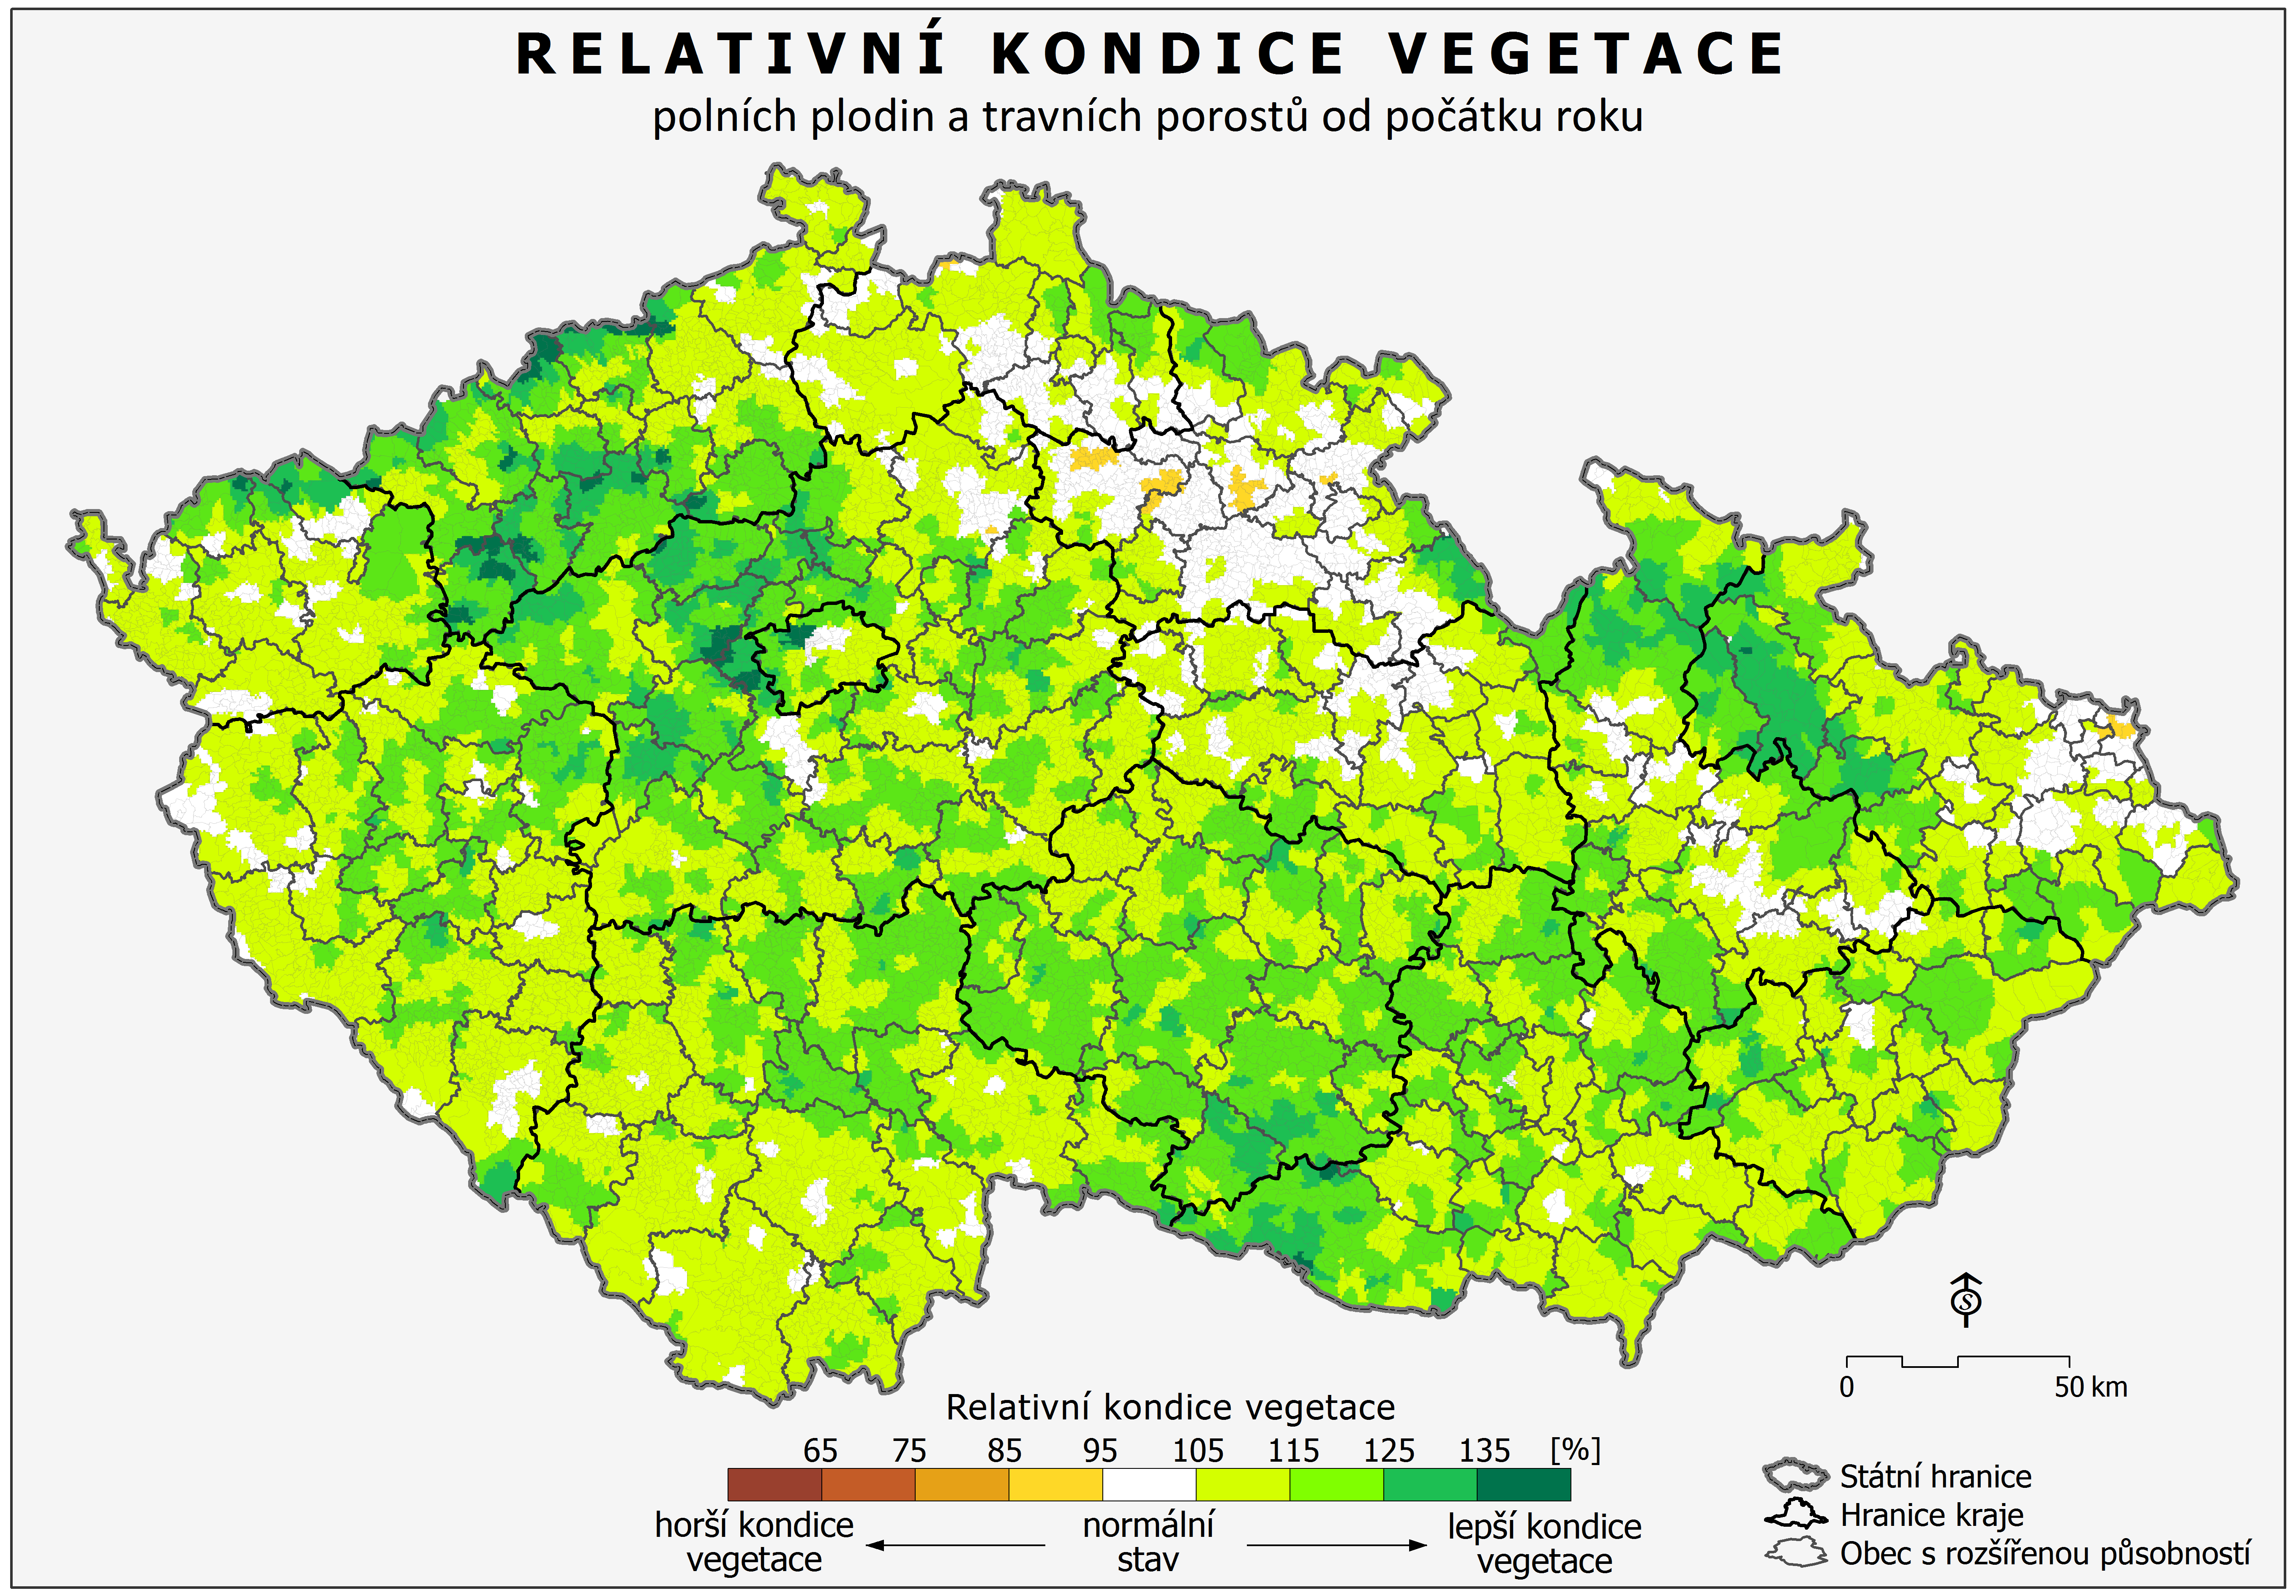 RELATIVNÍ KONDICE VEGETACE
polních plodin a travních porostů od počátku roku
S
0 50 km
Relativní kondice vegetace
65 75 85 95 105 115 125 135 [%]
horší kondice vegetace
normální stav
lepší kondice vegetace
Státní hranice
Hranice kraje
Obec s rozšířenou působností